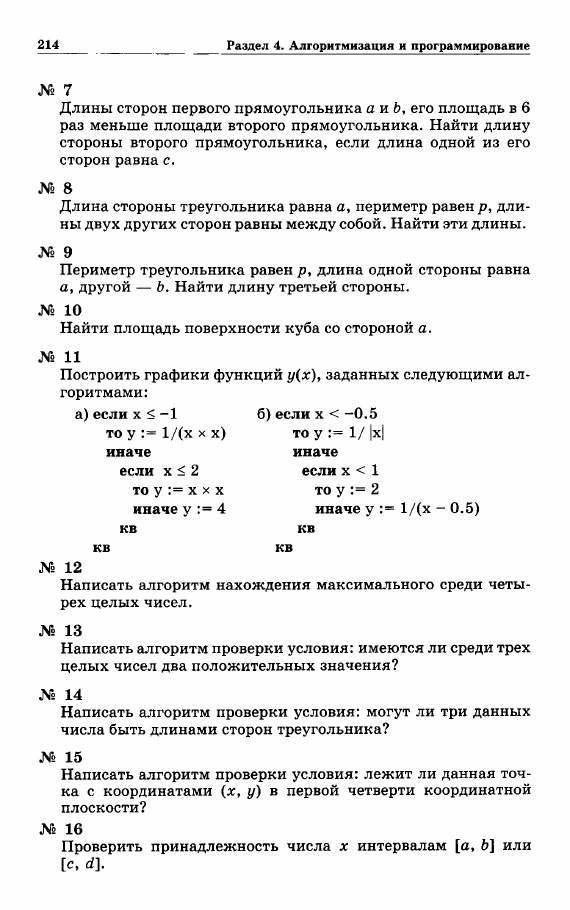 214 Раздел 4. Алгоритмизация и программирование
№ 7
Длины сторон первого прямоугольника a и b, его площадь в 6
раз меньше площади второго прямоугольника. Найти длину
стороны второго прямоугольника, если длина одной из его
сторон равна c.
№ 8
Длина стороны треугольника равна a, периметр равен p, дли-
ны двух других сторон равны между собой. Найти эти длины.
№ 9
Периметр треугольника равен p, длина одной стороны равна
a, другой — b. Найти длину третьей стороны.
№ 10
Найти площадь поверхности куба со стороной a.
№ 11
Построить графики функций y(x), заданных следующими ал-
горитмами:
а) если x ≤ –1 б) если x < –0.5
то y := 1/(x × x) то y := 1/ |x|
иначе иначе
если x ≤ 2 если x < 1
то y := x × x то y := 2
иначе y := 4 иначе y := 1/(x – 0.5)
кв кв
кв кв
№ 12
Написать алгоритм нахождения максимального среди четы-
рех целых чисел.
№ 13
Написать алгоритм проверки условия: имеются ли среди трех
целых чисел два положительных значения?
№ 14
Написать алгоритм проверки условия: могут ли три данных
числа быть длинами сторон треугольника?
№ 15
Написать алгоритм проверки условия: лежит ли данная точ-
ка с координатами (x, y) в первой четверти координатной
плоскости?
№ 16
Проверить принадлежность числа x интервалам [a, b] или
[c, d].